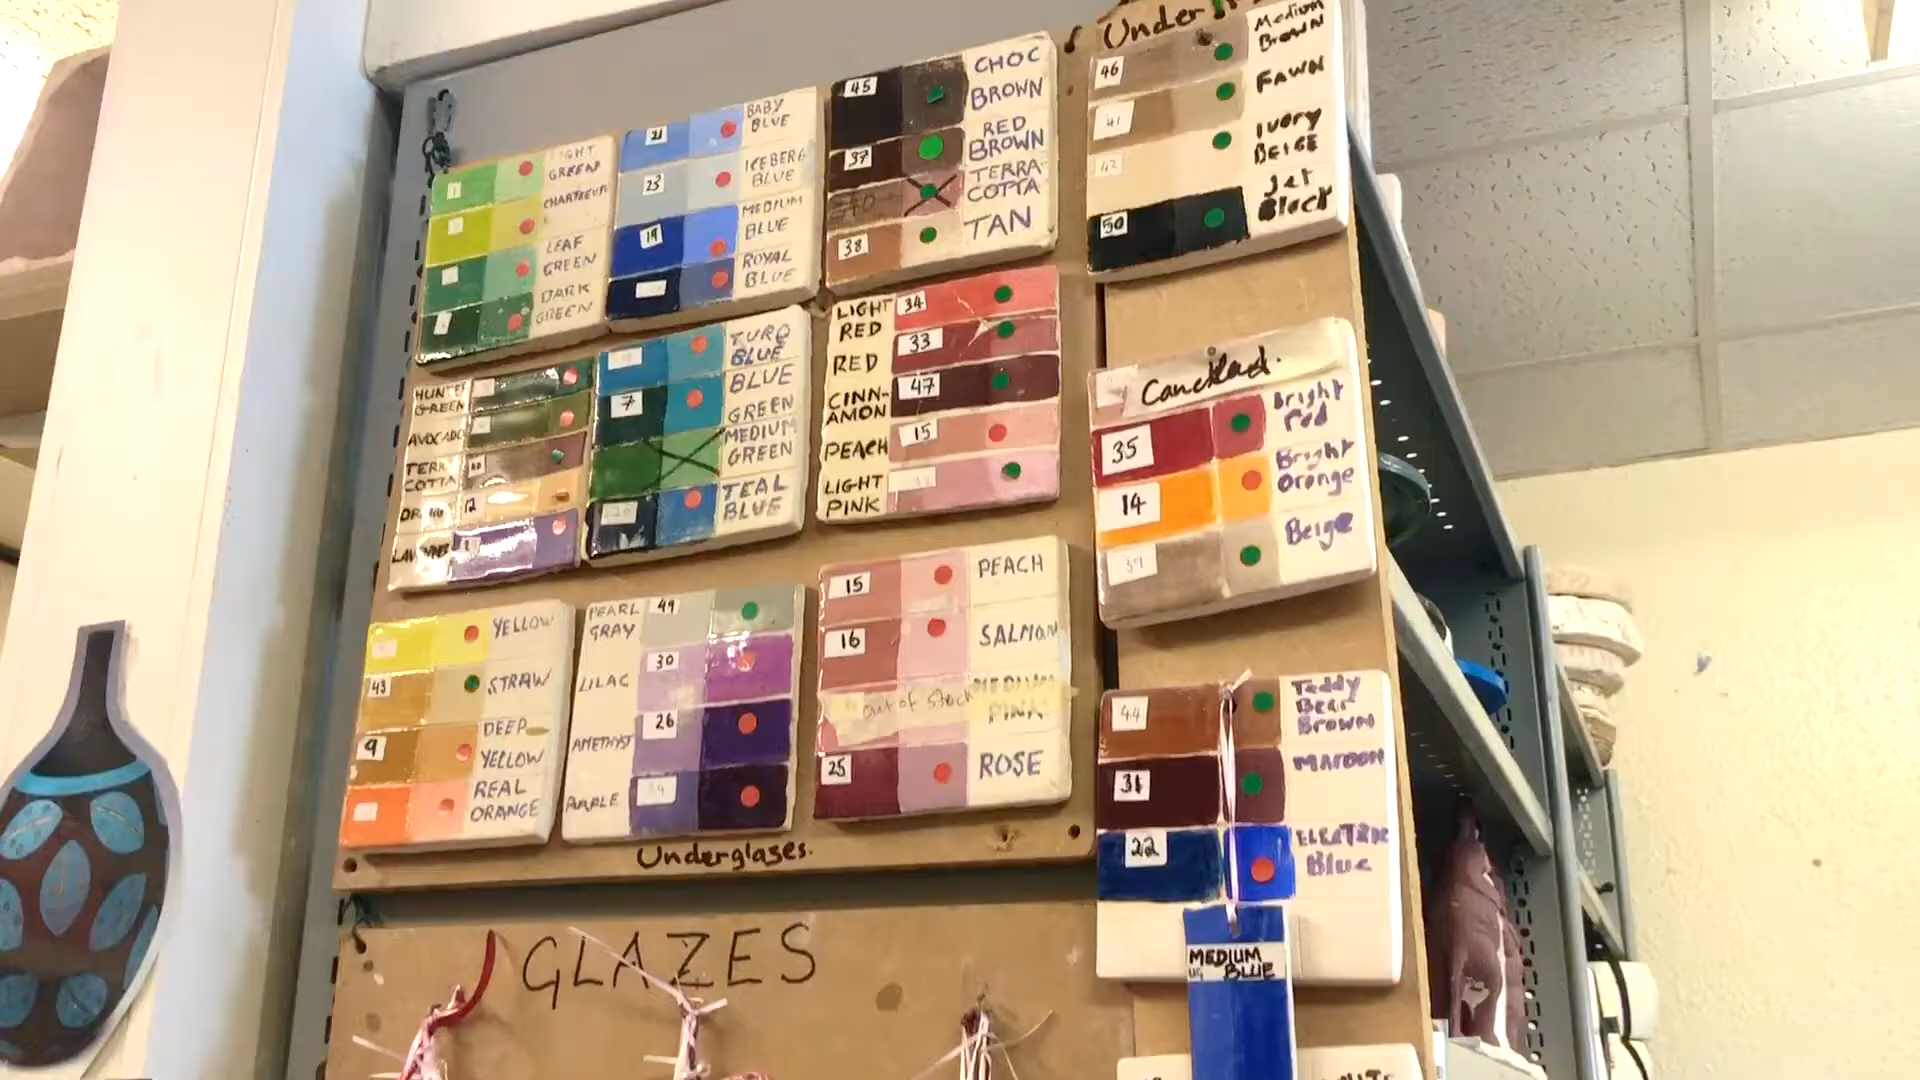 LIGHT
GREEN
1
LEAF
GREEN
DARK
GREEN
4
BABY
BLUE
21
ICEBERG
BLUE
23
MEDIUM
BLUE
19
ROYAL
BLUE
45
CHOC
BROWN
37
RED
BROWN
TERRA
COTTA
38
TAN
Medium
Brown
46
FAWN
41
Ivory
BEIGE
42
Jet
Black
50
HUNTER
GREEN
AVOCADO
TERRA
COTTA
12
TURQ
BLUE
BLUE
7
GREEN
MEDIUM
GREEN
TEAL
BLUE
LIGHT
RED
34
RED
33
CINN-
AMON
47
PEACH
15
LIGHT
PINK
Cancelled.
35
Bright
Red
14
Bright
Orange
Beige
YELLOW
43
STRAW
9
DEEP
YELLOW
REAL
ORANGE
PEARL
GRAY
49
LILAC
30
AMETHYST
26
15
PEACH
16
SALMON
out of Stock
MEDIUM
PINK
25
ROSE
44
Teddy
Bear
Brown
31
MAROON
22
ELECTRIC
Blue
Underglazes.
MEDIUM
UG BLUE
GLAZES